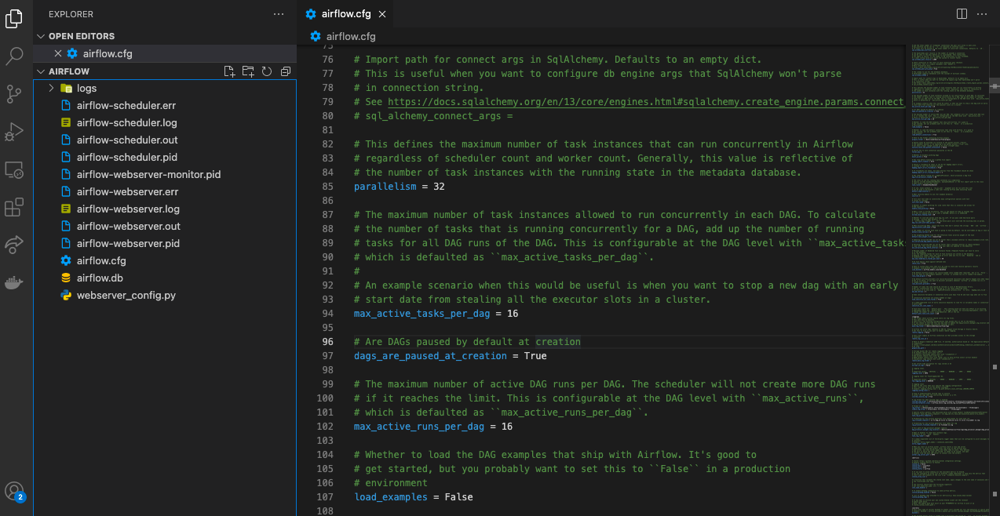 EXPLORER
OPEN EDITORS
airflow.cfg
AIRFLOW
logs
airflow-scheduler.err
airflow-scheduler.log
airflow-scheduler.out
airflow-scheduler.pid
airflow-webserver-monitor.pid
airflow-webserver.err
airflow-webserver.log
airflow-webserver.out
airflow-webserver.pid
airflow.cfg
airflow.db
webserver_config.py
2
airflow.cfg
airflow.cfg
75
76 # Import path for connect args in SqlAlchemy. Defaults to an empty dict.
77 # This is useful when you want to configure db engine args that SqlAlchemy won't parse
78 # in connection string.
79 # See https://docs.sqlalchemy.org/en/13/core/engines.html#sqlalchemy.create_engine.params.connect_
80 # sql_alchemy_connect_args =
81
82 # This defines the maximum number of task instances that can run concurrently in Airflow
83 # regardless of scheduler count and worker count. Generally, this value is reflective of
84 # the number of task instances with the running state in the metadata database.
85 parallelism = 32
86
87 # The maximum number of task instances allowed to run concurrently in each DAG. To calculate
88 # the number of tasks that is running concurrently for a DAG, add up the number of running
89 # tasks for all DAG runs of the DAG. This is configurable at the DAG level with ``max_active_tasks
90 # which is defaulted as ``max_active_tasks_per_dag``.
91 #
92 # An example scenario when this would be useful is when you want to stop a new dag with an early
93 # start date from stealing all the executor slots in a cluster.
94 max_active_tasks_per_dag = 16
95
96 # Are DAGs paused by default at creation
97 dags_are_paused_at_creation = True
98
99 # The maximum number of active DAG runs per DAG. The scheduler will not create more DAG runs
100 # if it reaches the limit. This is configurable at the DAG level with ``max_active_runs``,
101 # which is defaulted as ``max_active_runs_per_dag``.
102 max_active_runs_per_dag = 16
103
104 # Whether to load the DAG examples that ship with Airflow. It's good to
105 # get started, but you probably want to set this to ``False`` in a production
106 # environment
107 load_examples = False
108